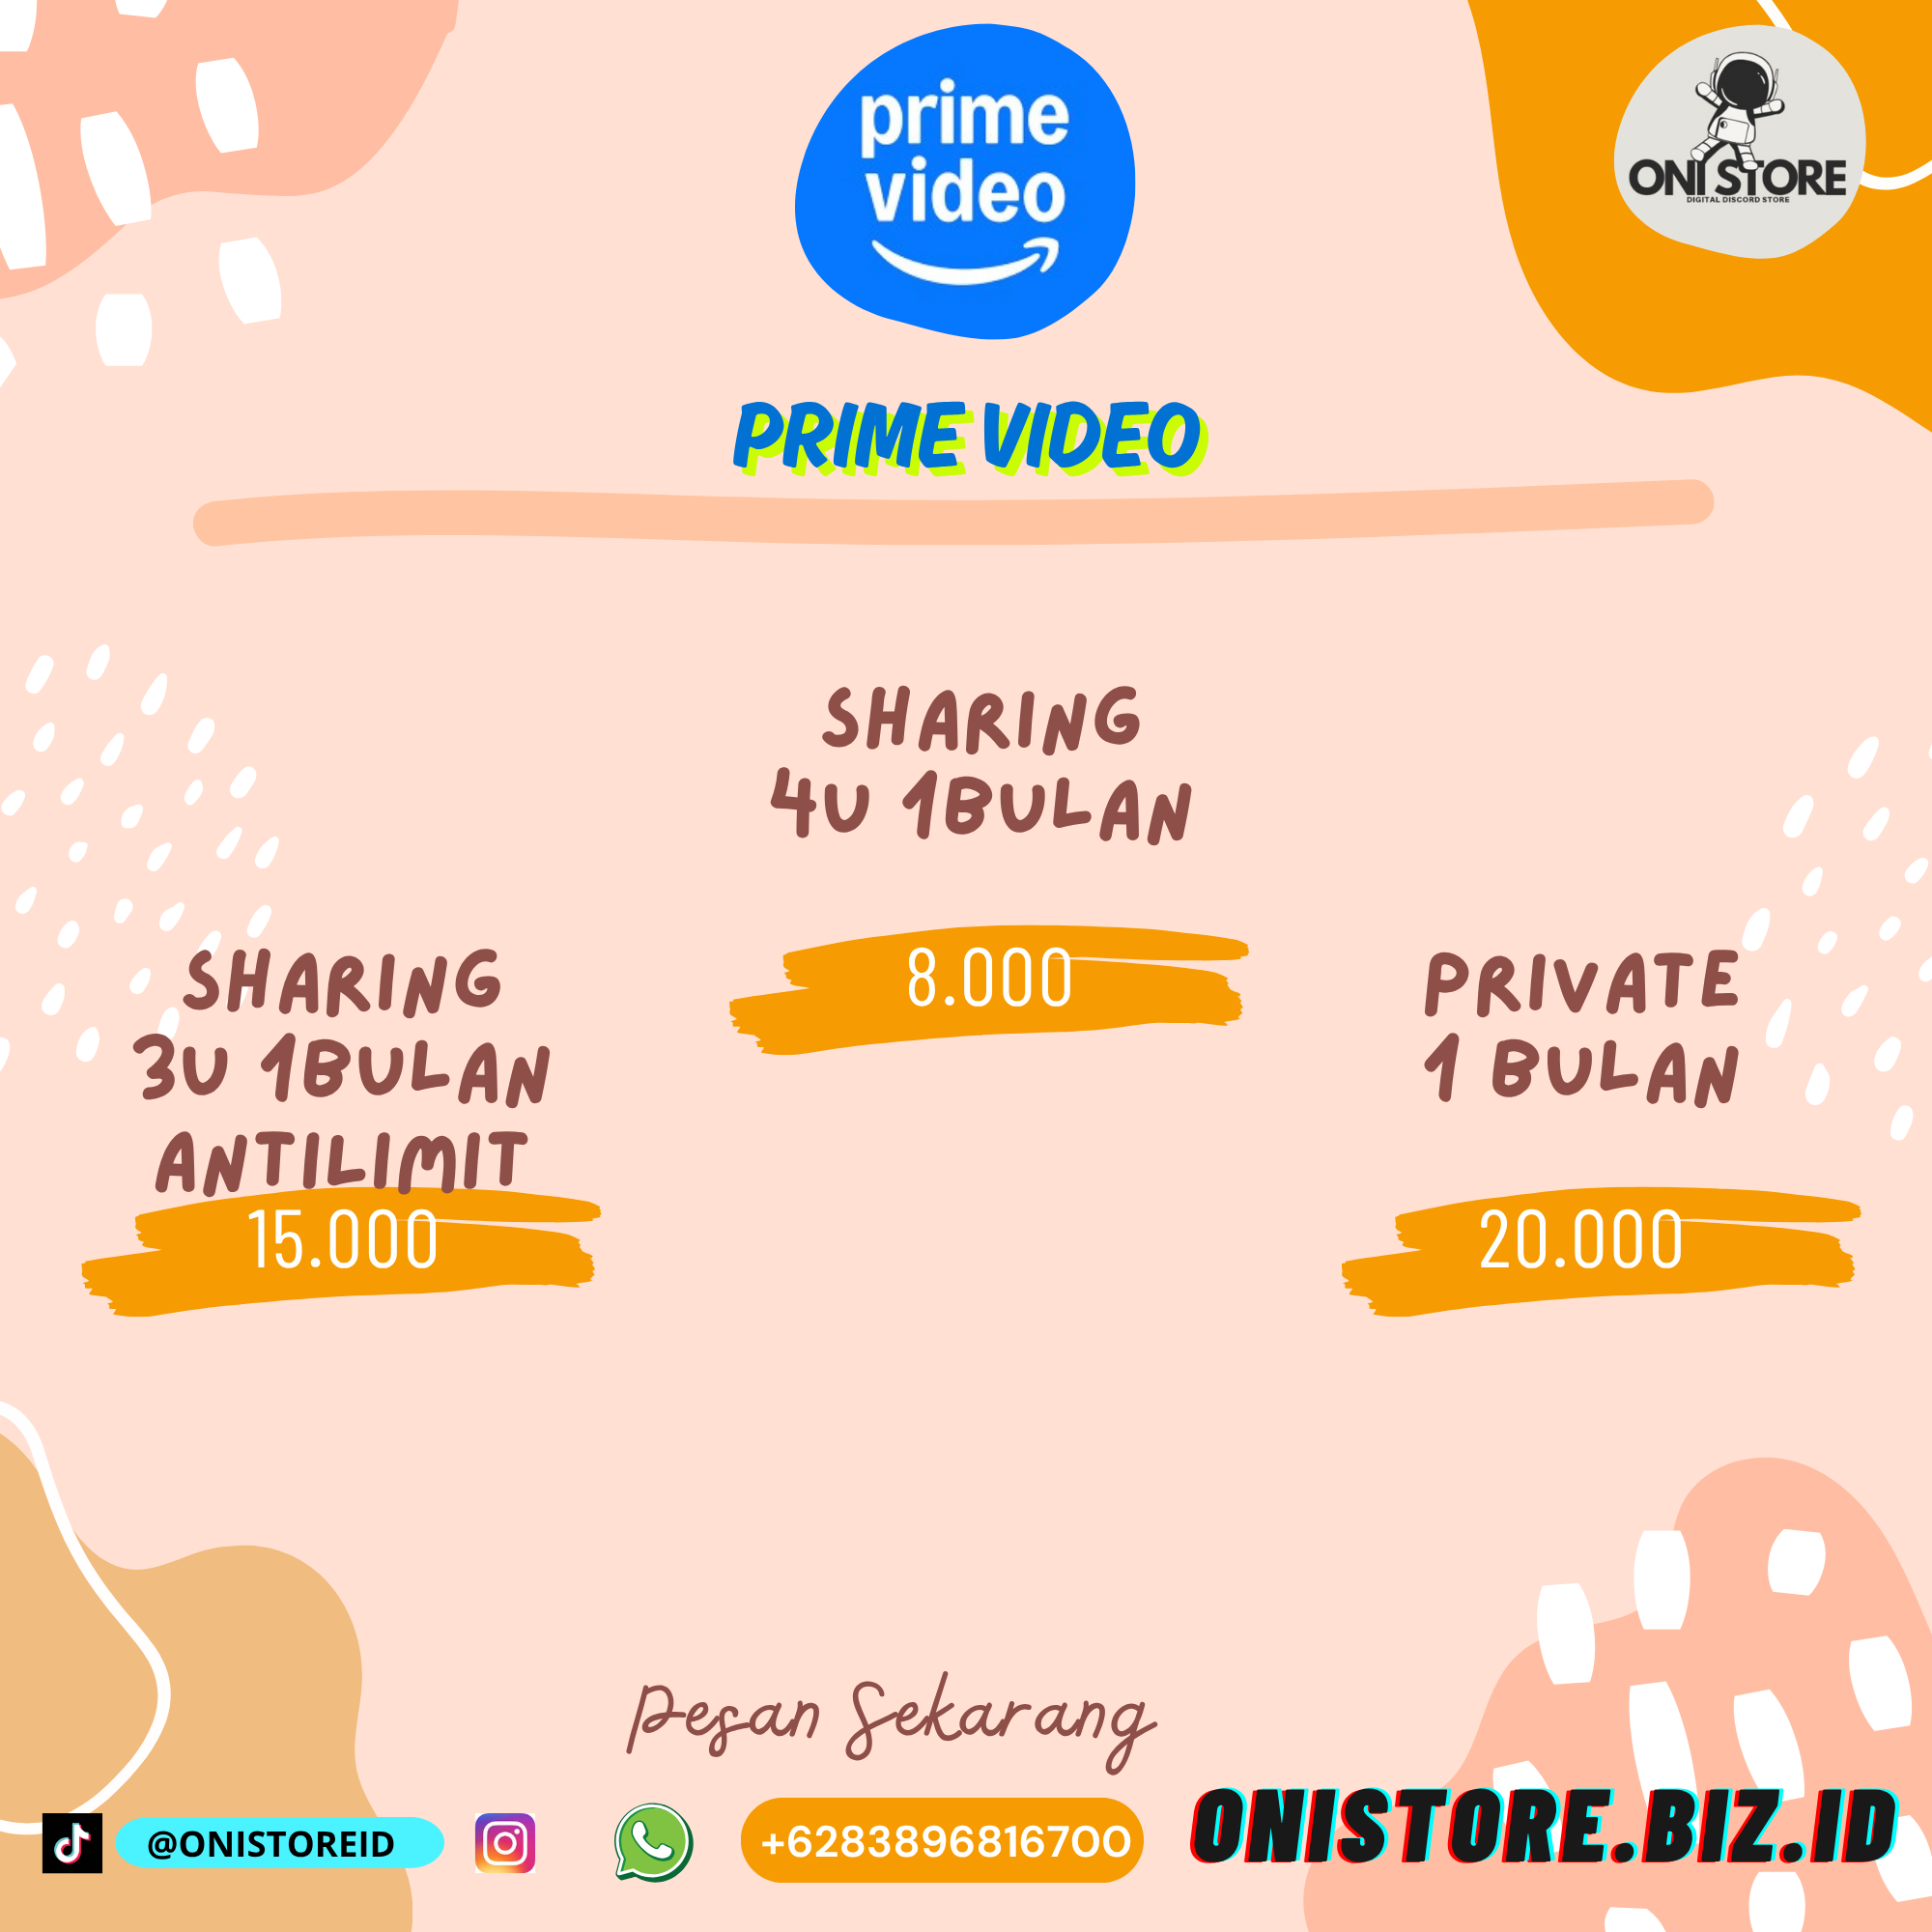 prime
video
ONI STORE
DIGITAL DISCORD STORE
PRIME VIDEO
SHARING
4U 1BULAN
8.000
SHARING
3U 1BULAN
ANTILIMIT
15.000
PRIVATE
1 BULAN
20.000
Pesan Sekarang
@ONISTOREID
+6283896816700
ONISTORE.BIZ.ID